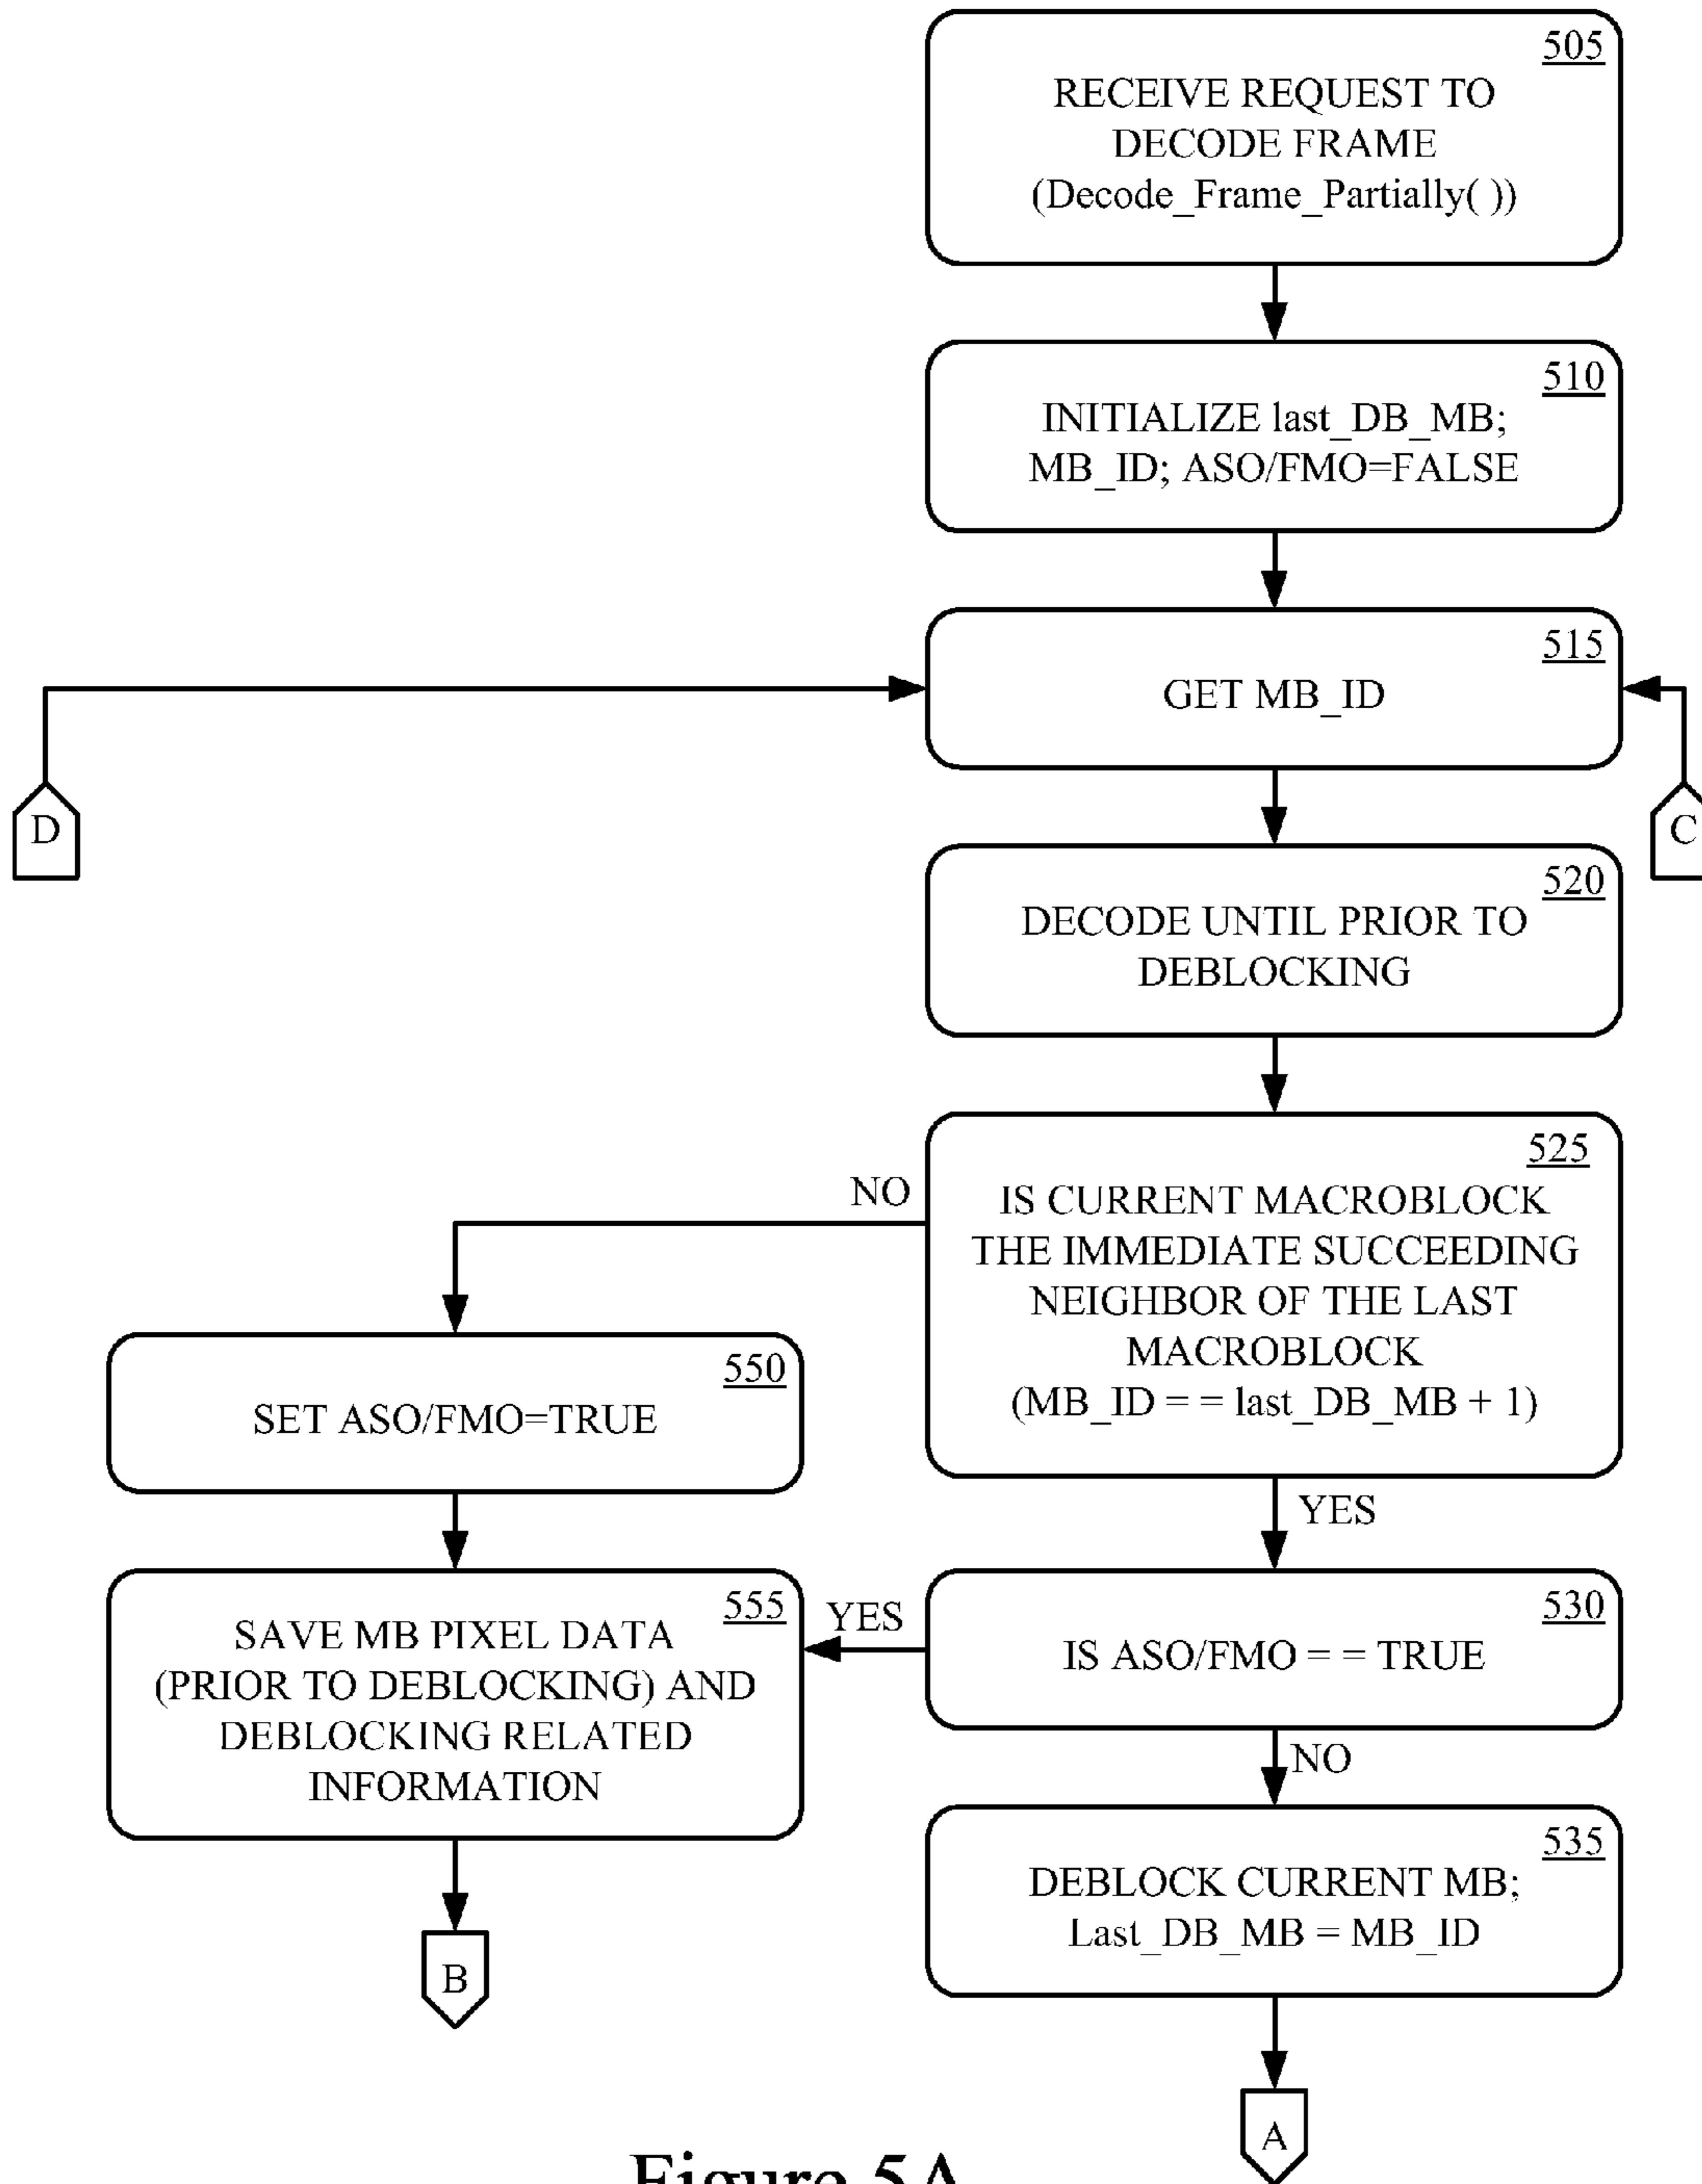 505
RECEIVE REQUEST TO
DECODE FRAME
(Decode_Frame_Partially( ))
510
INITIALIZE last_DB_MB;
MB_ID; ASO/FMO=FALSE
515
GET MB_ID
D
C
520
DECODE UNTIL PRIOR TO
DEBLOCKING
525
IS CURRENT MACROBLOCK
THE IMMEDIATE SUCCEEDING
NEIGHBOR OF THE LAST
MACROBLOCK
(MB_ID = = last_DB_MB + 1)
NO
YES
550
SET ASO/FMO=TRUE
530
IS ASO/FMO = = TRUE
YES
NO
555
SAVE MB PIXEL DATA
(PRIOR TO DEBLOCKING) AND
DEBLOCKING RELATED
INFORMATION
535
DEBLOCK CURRENT MB;
Last_DB_MB = MB_ID
B
A
Figure 5A